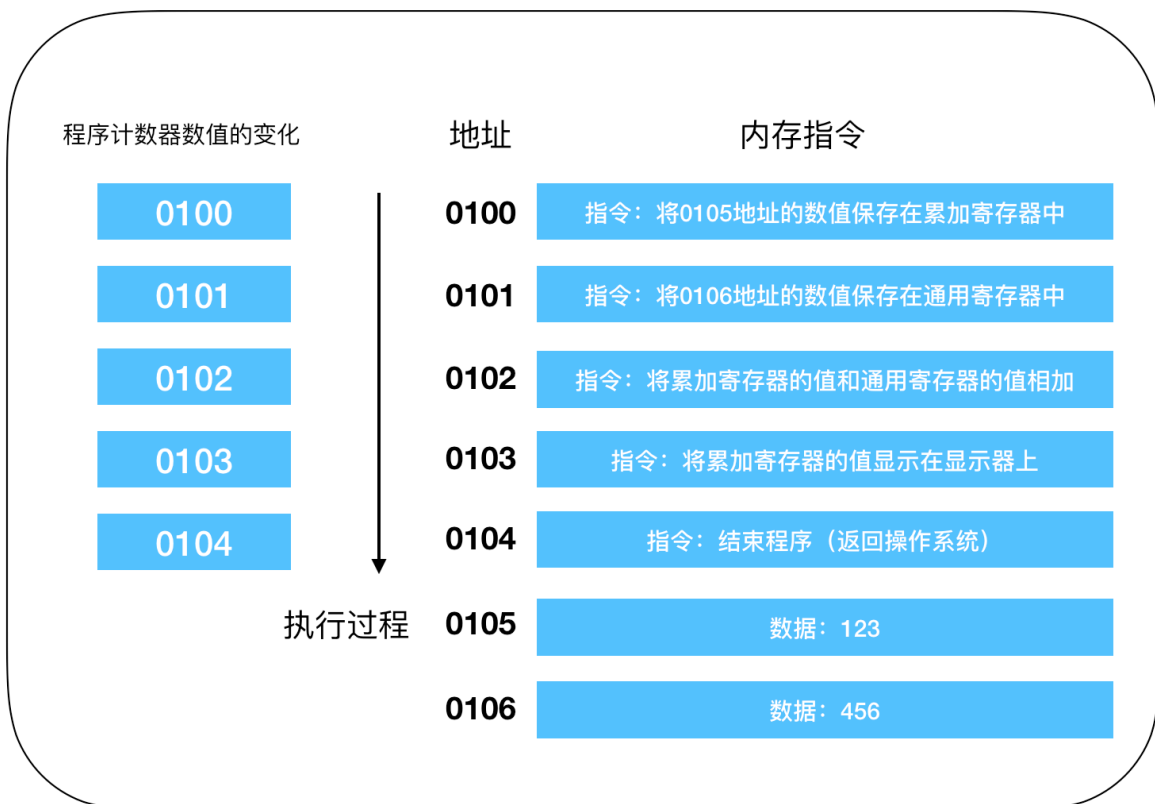 程序计数器数值的变化 地址 内存指令
0100 0100 指令：将0105地址的数值保存在累加寄存器中
0101 0101 指令：将0106地址的数值保存在通用寄存器中
0102 0102 指令：将累加寄存器的值和通用寄存器的值相加
0103 0103 指令：将累加寄存器的值显示在显示器上
0104 0104 指令：结束程序（返回操作系统）
执行过程 0105 数据：123
0106 数据：456